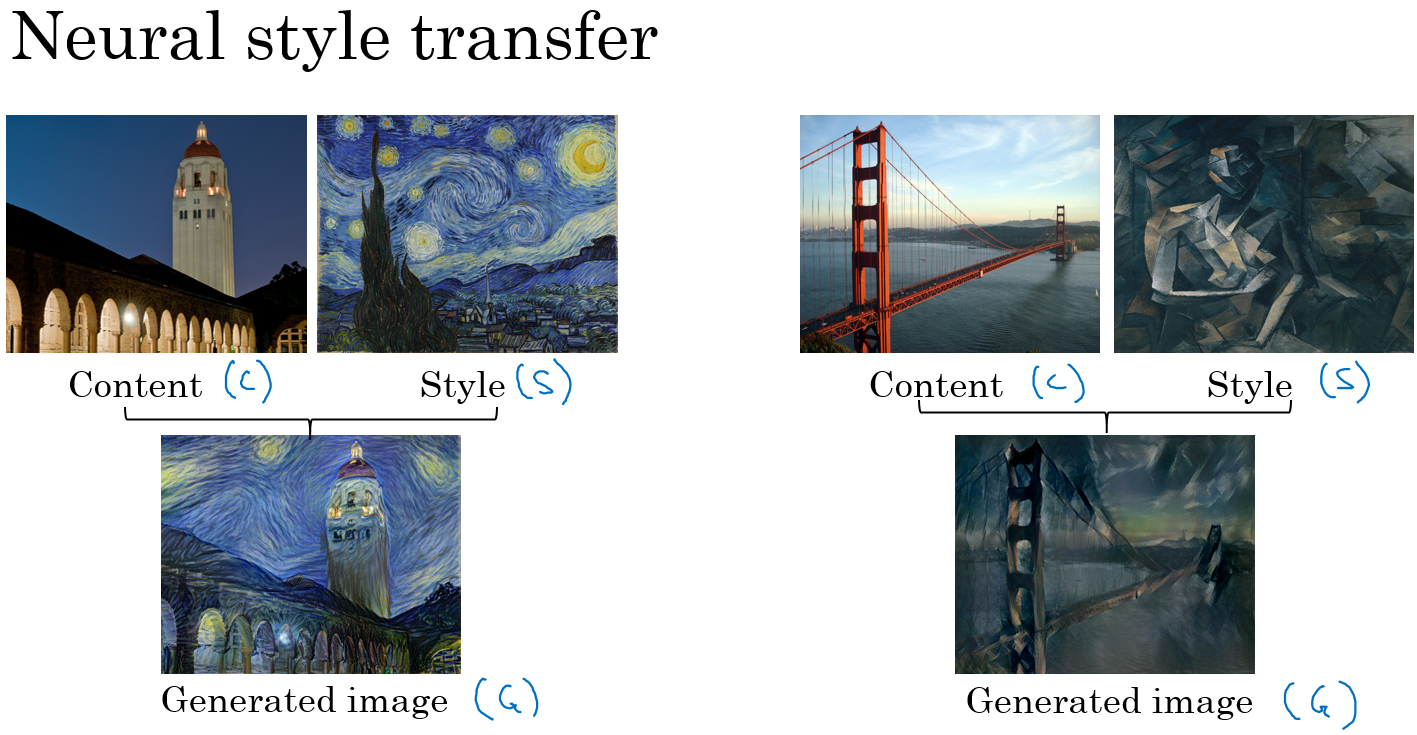 Neural style transfer
Content (C) Style (S)
Content (C) Style (S)
Generated image (G)
Generated image (G)